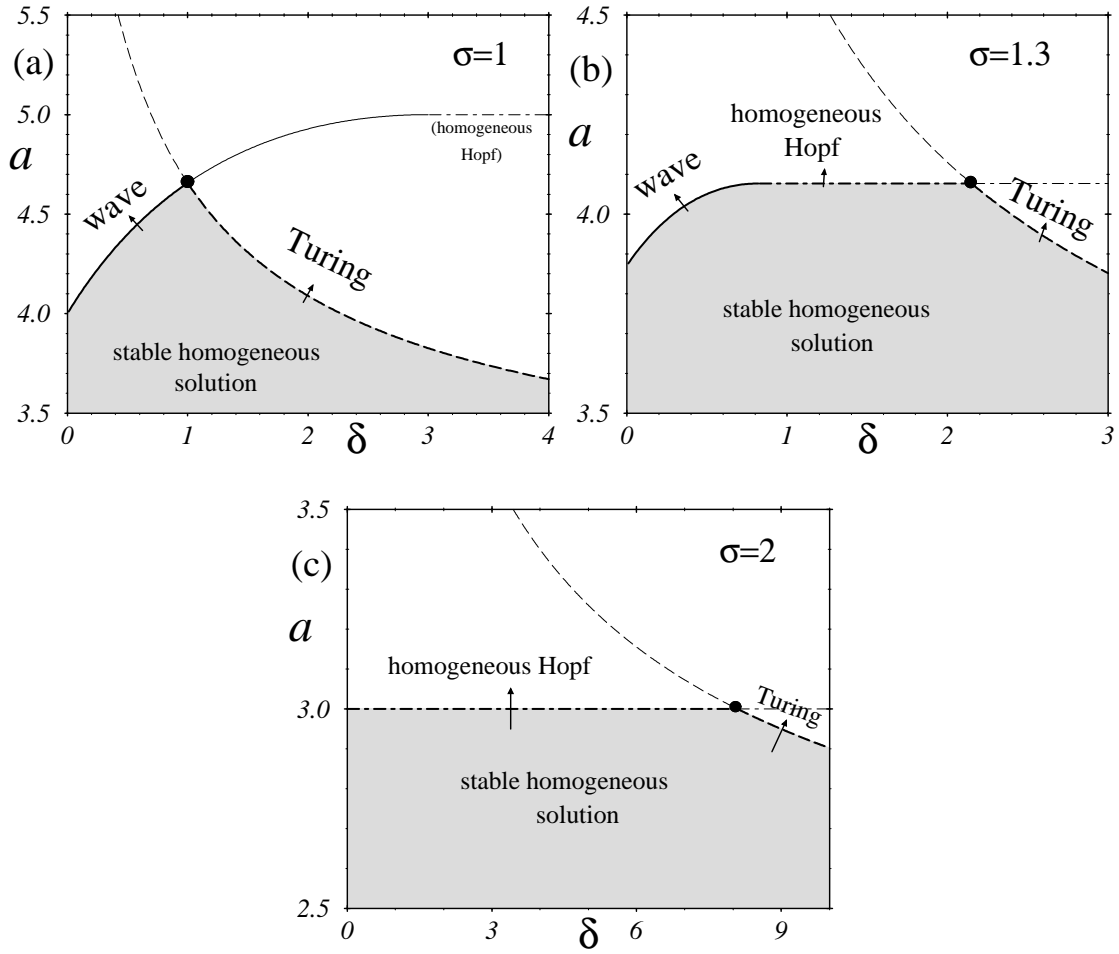 (a)
σ=1
a
5.5
5.0
4.5
4.0
3.5
wave
(homogeneous
Hopf)
Turing
stable homogeneous
solution
0
1
2
3
4
δ
(b)
σ=1.3
a
4.5
4.0
3.5
homogeneous
Hopf
wave
Turing
stable homogeneous
solution
0
1
2
3
δ
(c)
σ=2
a
3.5
3.0
2.5
homogeneous Hopf
Turing
stable homogeneous
solution
0
3
6
9
δ